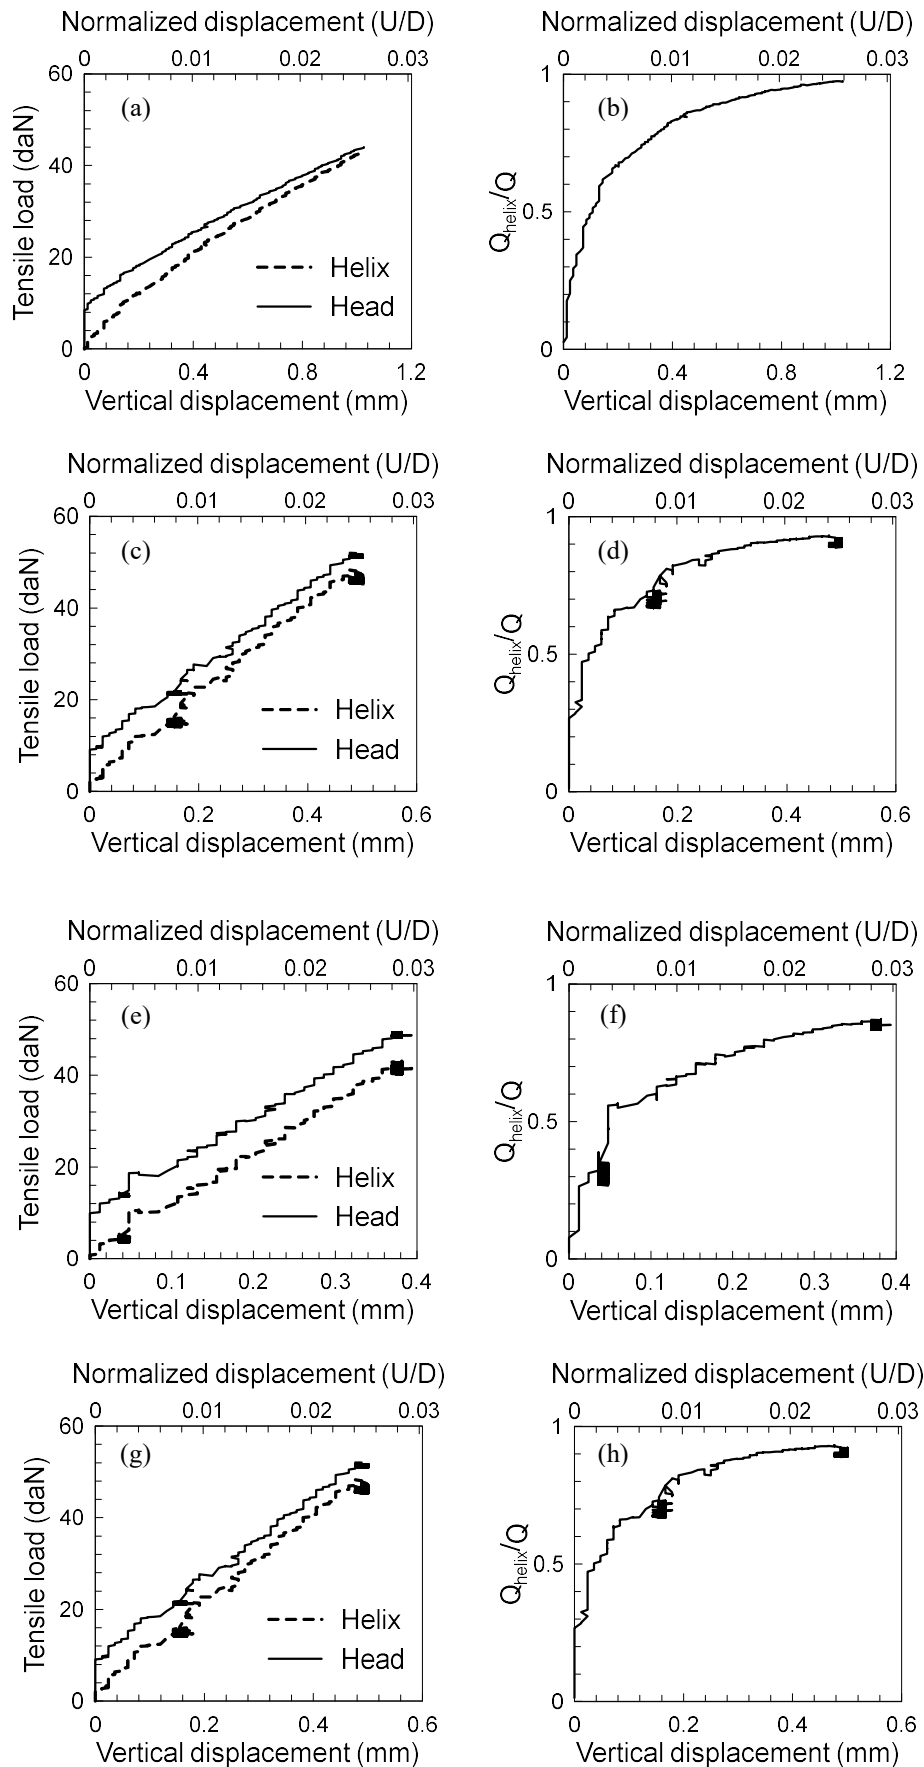 Normalized displacement (U/D)
0 0.01 0.02 0.03
60
40
20
0
Tensile load (daN)
(a)
Helix
Head
0 0.4 0.8 1.2
Vertical displacement (mm)
Normalized displacement (U/D)
0 0.01 0.02 0.03
1
0.5
0
Qhelix/Q
(b)
0 0.4 0.8 1.2
Vertical displacement (mm)
Normalized displacement (U/D)
0 0.01 0.02 0.03
60
40
20
0
Tensile load (daN)
(c)
Helix
Head
0 0.2 0.4 0.6
Vertical displacement (mm)
Normalized displacement (U/D)
0 0.01 0.02 0.03
1
0.5
0
Qhelix/Q
(d)
0 0.2 0.4 0.6
Vertical displacement (mm)
Normalized displacement (U/D)
0 0.01 0.02 0.03
60
40
20
0
Tensile load (daN)
(e)
Helix
Head
0 0.1 0.2 0.3 0.4
Vertical displacement (mm)
Normalized displacement (U/D)
0 0.01 0.02 0.03
1
0.5
0
Qhelix/Q
(f)
0 0.1 0.2 0.3 0.4
Vertical displacement (mm)
Normalized displacement (U/D)
0 0.01 0.02 0.03
60
40
20
0
Tensile load (daN)
(g)
Helix
Head
0 0.2 0.4 0.6
Vertical displacement (mm)
Normalized displacement (U/D)
0 0.01 0.02 0.03
1
0.5
0
Qhelix/Q
(h)
0 0.2 0.4 0.6
Vertical displacement (mm)